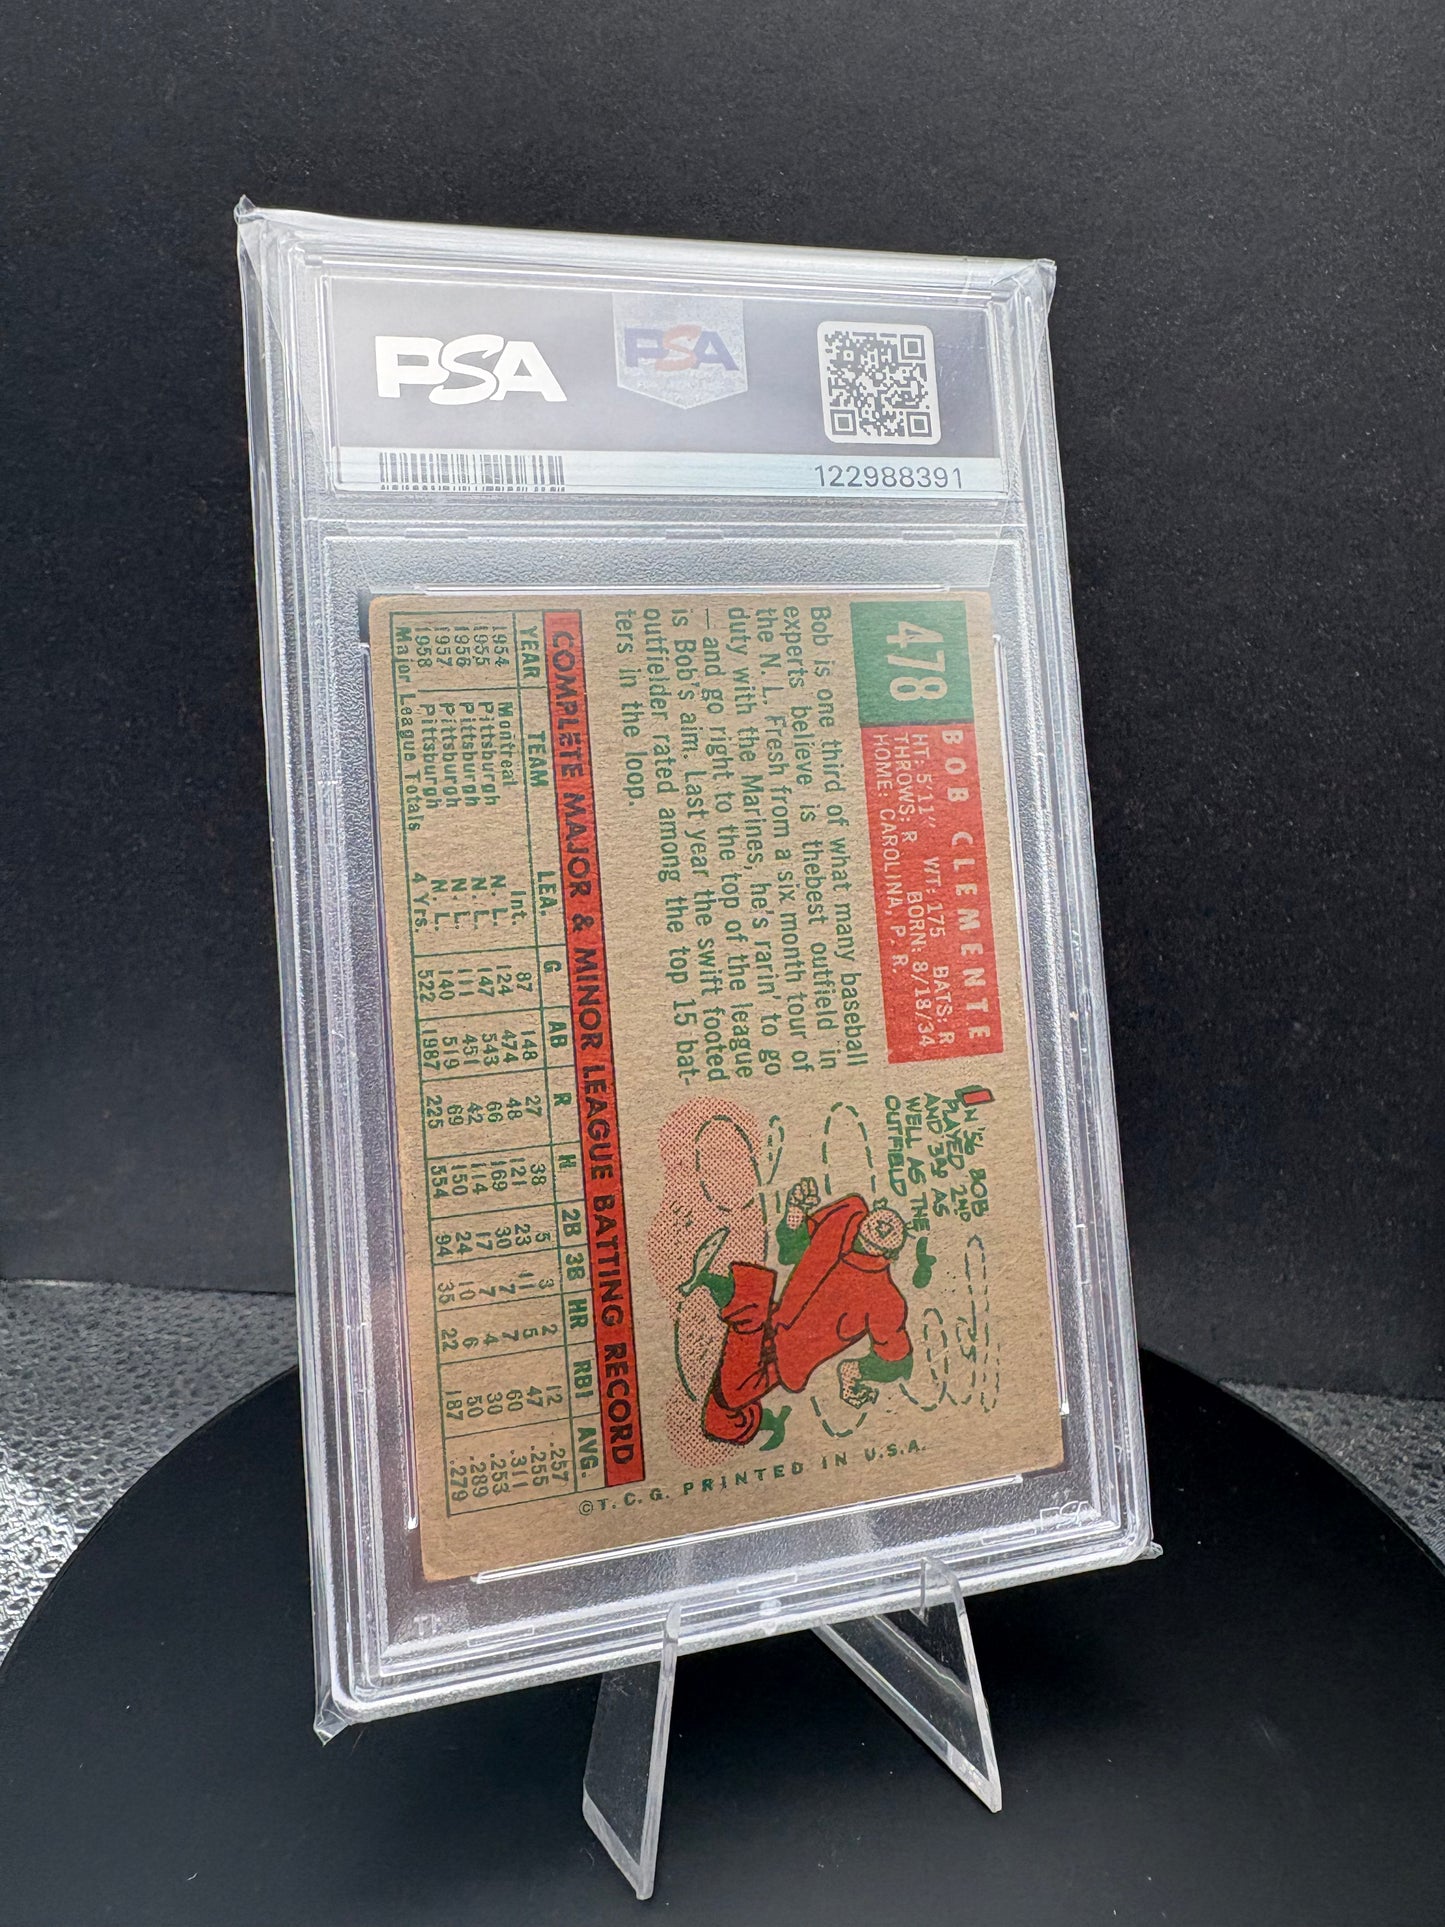 PSA
PSA
122988391
478
BOB CLEMENTE
HT: 5'11" WT: 175 BATS: R
THROWS: R BORN: 8/18/34
HOME: CAROLINA, P. R.
Bob is one third of what many baseball
experts believe is thebest outfield in
the N. L. Fresh from a six month tour of
duty with the Marines, he's rarin' to go
—and go right to the top of the league
is Bob's aim. Last year the swift footed
outfielder rated among the top 15 bat-
ters in the loop.
IN '56 BOB
PLAYED 2ND
AND 3RD AS
WELL AS THE
OUTFIELD
COMPLETE MAJOR & MINOR LEAGUE BATTING RECORD
YEAR TEAM LEA. G AB R H 2B 3B HR RBI AVG.
1954 Montreal Int. 87 148 27 38 5 3 2 12 .257
1955 Pittsburgh N. L. 124 474 48 121 23 11 5 47 .255
1956 Pittsburgh N. L. 147 543 66 169 30 7 7 60 .311
1957 Pittsburgh N. L. 111 451 42 114 17 7 4 30 .253
1958 Pittsburgh N. L. 140 519 69 150 24 10 6 50 .289
Major League Totals 4 Yrs. 522 1987 225 554 94 35 22 187 .279
©T. C. G. PRINTED IN U.S.A.
PSA